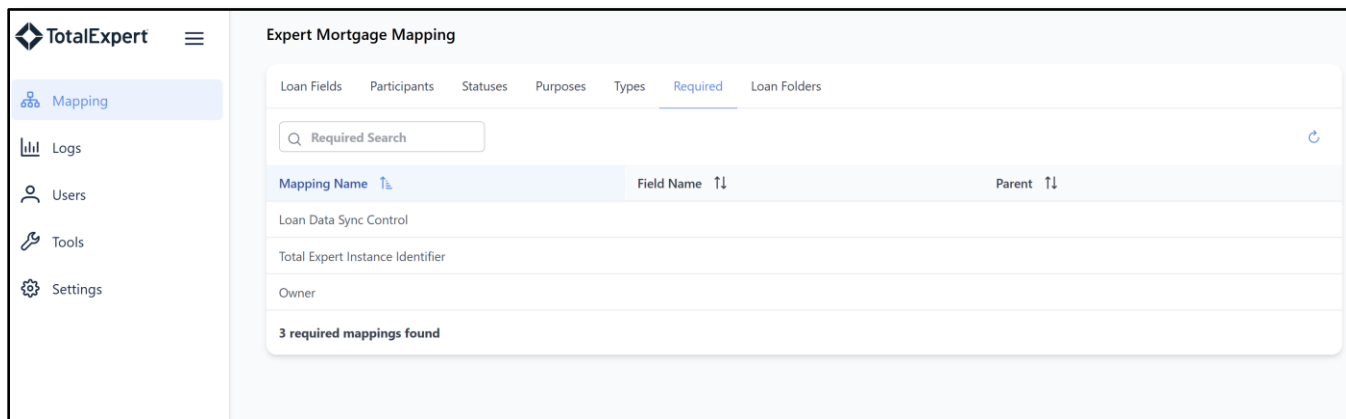 TotalExpert
Expert Mortgage Mapping
Mapping
Logs
Users
Tools
Settings
Loan Fields Participants Statuses Purposes Types Required Loan Folders
Required Search
Mapping Name Field Name Parent
Loan Data Sync Control
Total Expert Instance Identifier
Owner
3 required mappings found